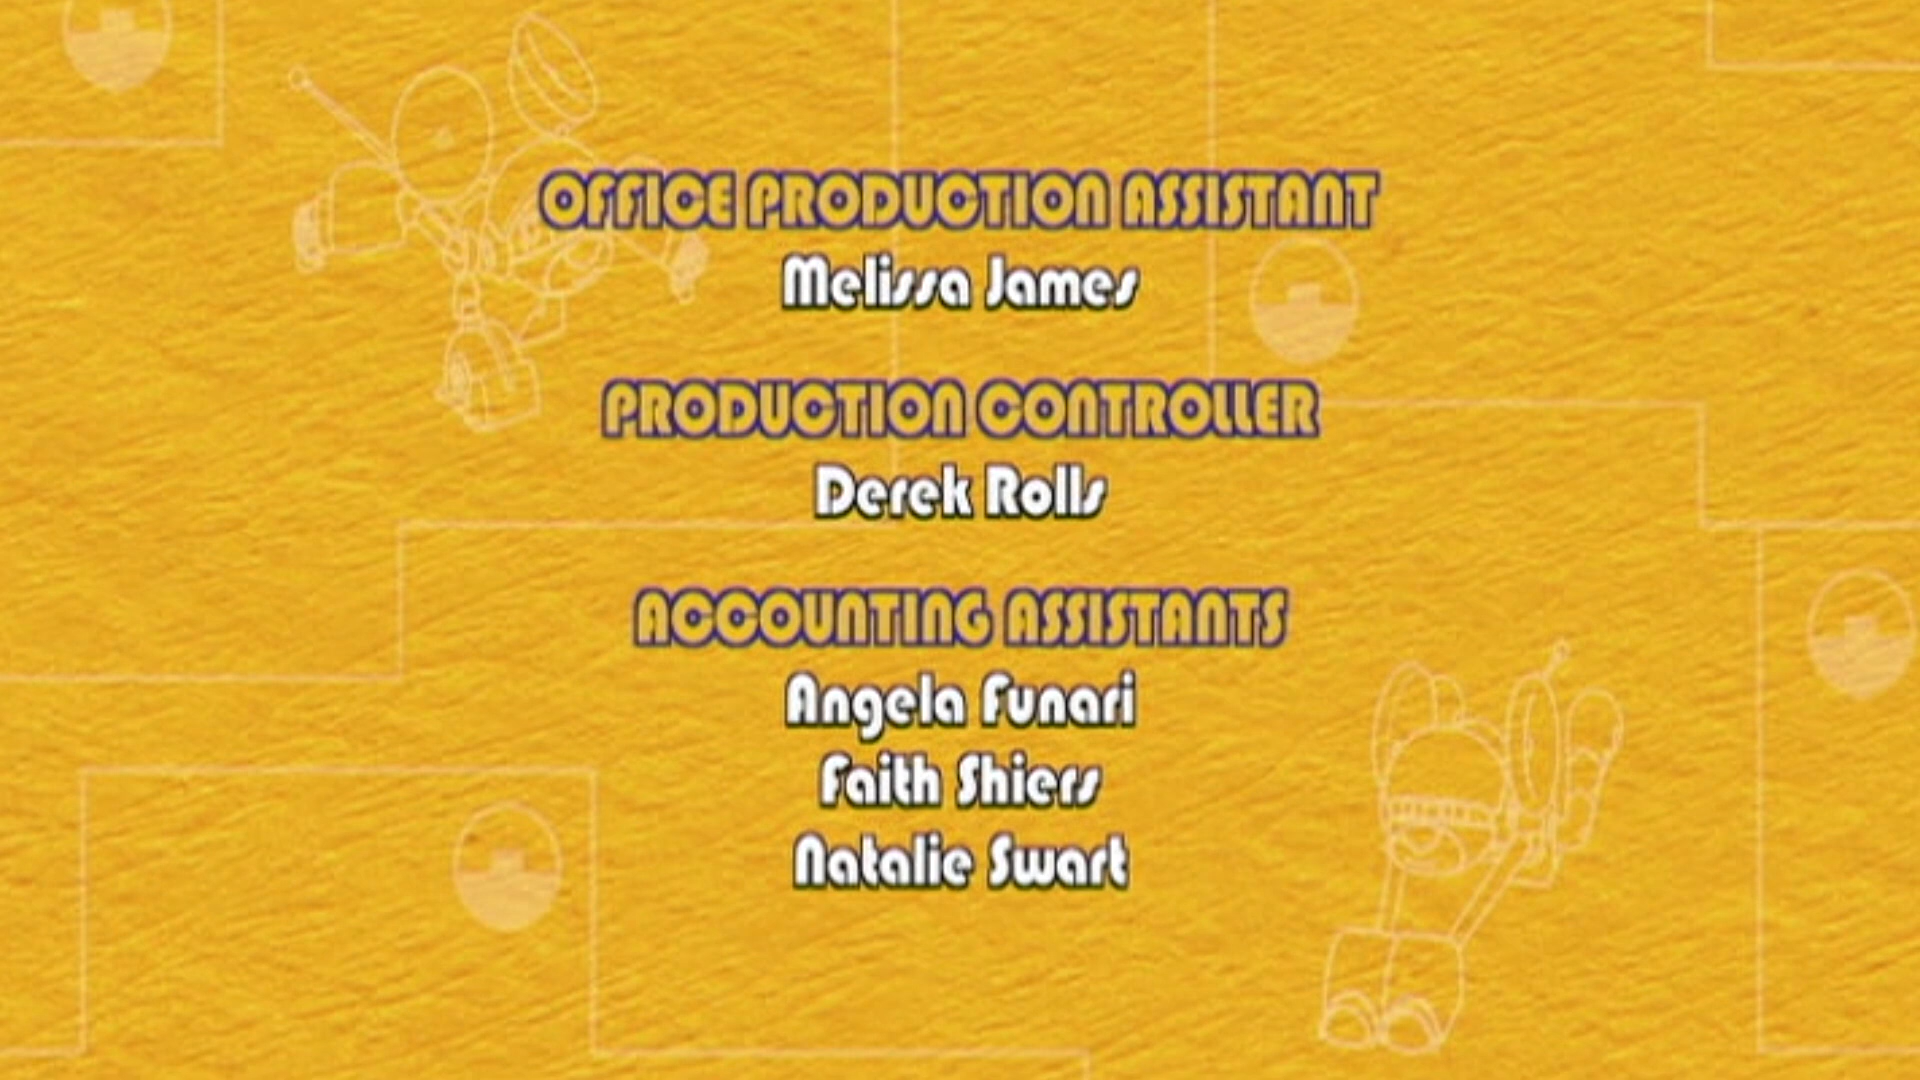 OFFICE PRODUCTION ASSISTANT
Melissa James
PRODUCTION CONTROLLER
Derek Rolls
ACCOUNTING ASSISTANTS
Angela Funari
Faith Shiers
Natalie Swart